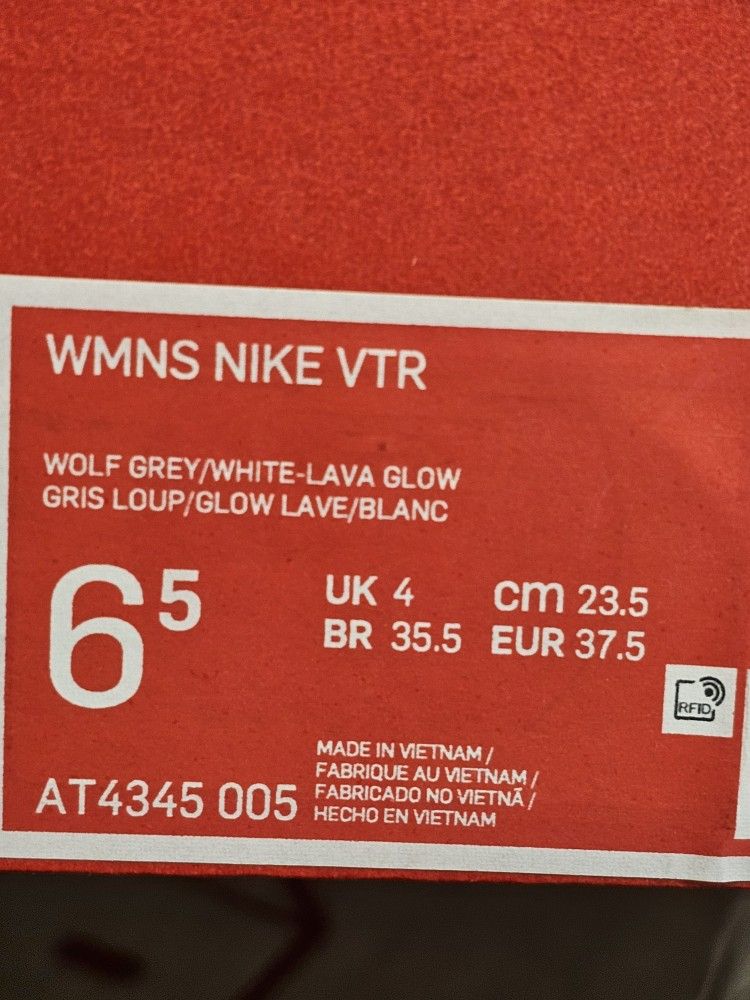 WMNS NIKE VTR
WOLF GREY/WHITE-LAVA GLOW
GRIS LOUP/GLOW LAVE/BLANC
6 5
UK 4 cm 23.5
BR 35.5 EUR 37.5
RFID
MADE IN VIETNAM /
FABRIQUE AU VIETNAM /
FABRICADO NO VIETNÃ /
HECHO EN VIETNAM
AT4345 005